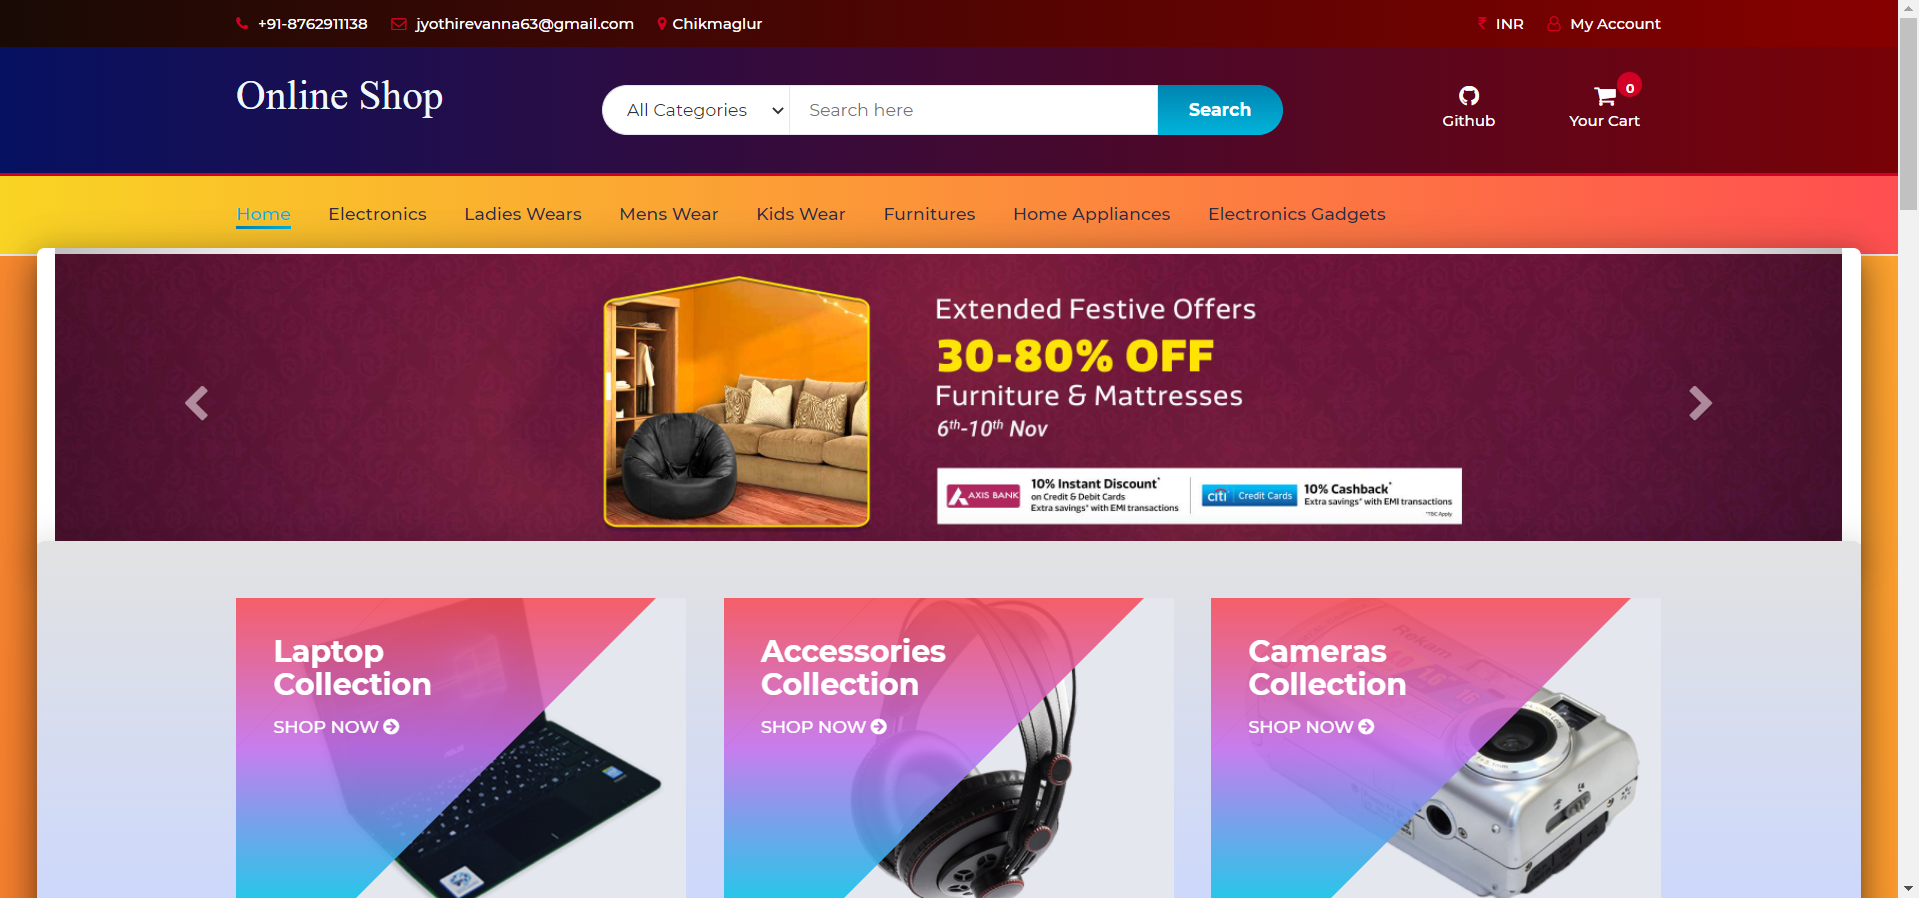 +91-8762911138 jyothirevanna63@gmail.com Chikmaglur INR My Account
Online Shop
All Categories Search here Search
Github
0
Your Cart
Home Electronics Ladies Wears Mens Wear Kids Wear Furnitures Home Appliances Electronics Gadgets
Extended Festive Offers
30-80% OFF
Furniture & Mattresses
6th-10th Nov
AXIS BANK
10% Instant Discount*
on Credit & Debit Cards
Extra savings* with EMI transactions
citi Credit Cards
10% Cashback*
Extra savings* with EMI transactions
*T&C Apply
Laptop
Collection
SHOP NOW
Accessories
Collection
SHOP NOW
Cameras
Collection
SHOP NOW
Rekam